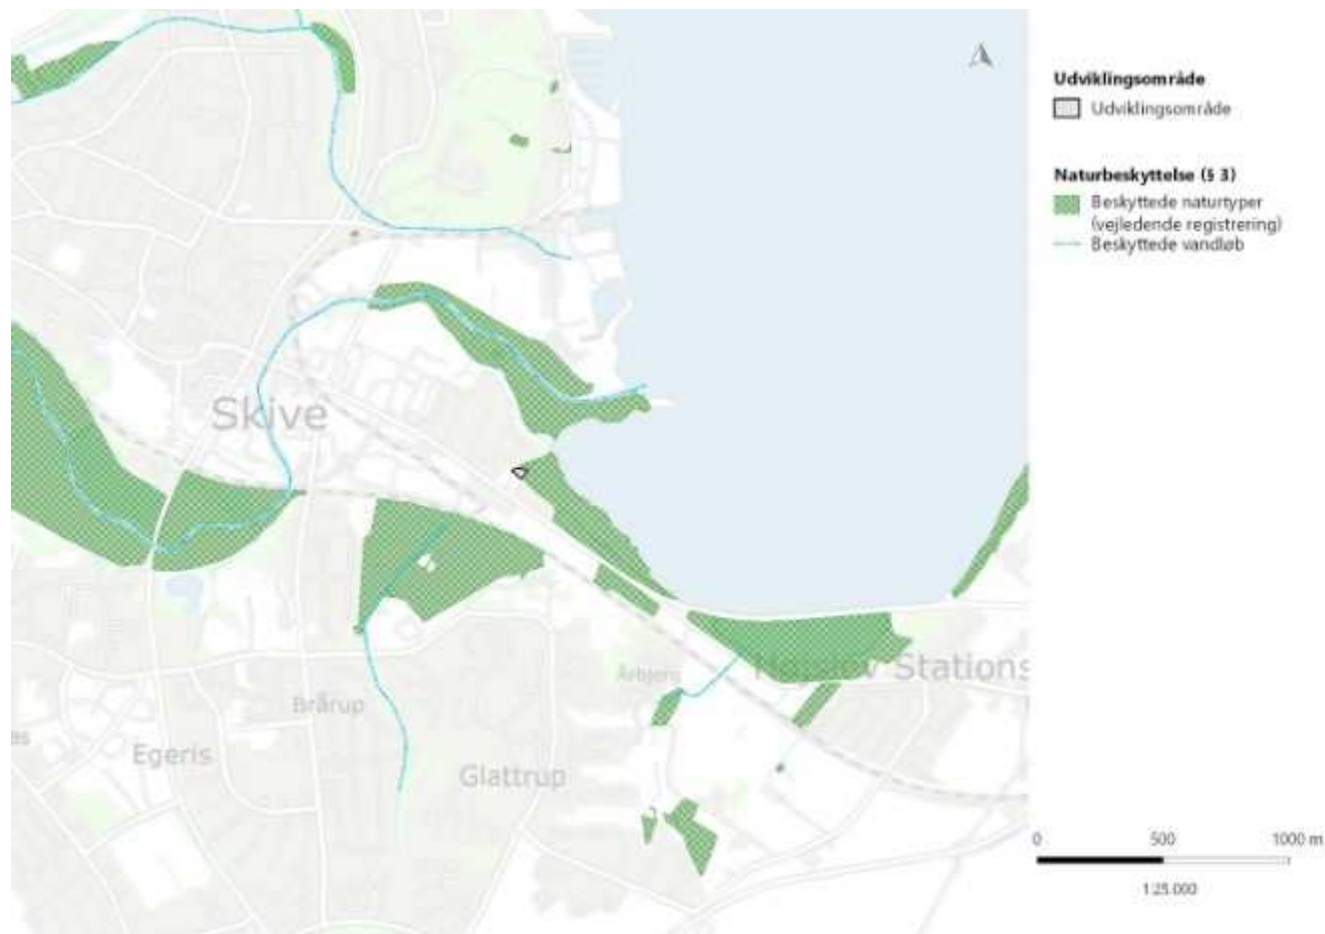 Udviklingsområde
Udviklingsområde
Naturbeskyttelse (§ 3)
Beskyttede naturtyper
(vejledende registrering)
Beskyttede vandløb
Skive
Stations
Årbjerg
Brårup
Egeris
Glattrup
0 500 1000 m
1:25.000